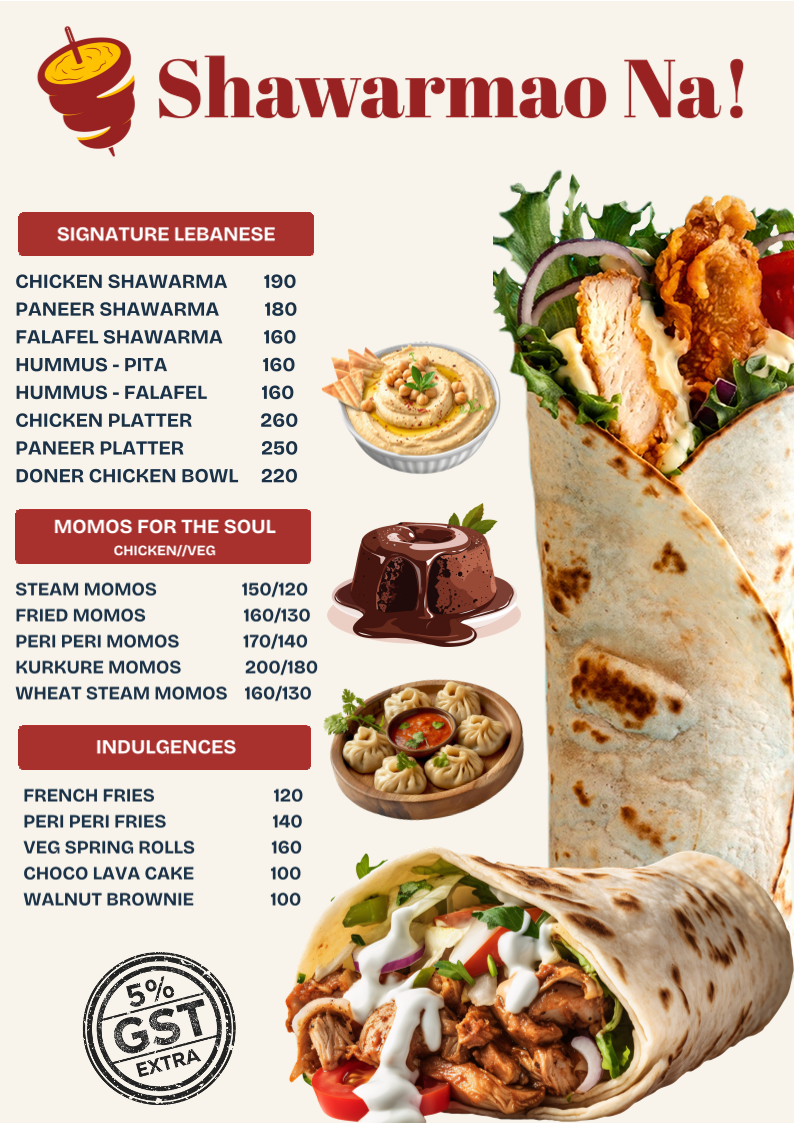 Shawarmao Na!
SIGNATURE LEBANESE
CHICKEN SHAWARMA 190
PANEER SHAWARMA 180
FALAFEL SHAWARMA 160
HUMMUS - PITA 160
HUMMUS - FALAFEL 160
CHICKEN PLATTER 260
PANEER PLATTER 250
DONER CHICKEN BOWL 220
MOMOS FOR THE SOUL
CHICKEN//VEG
STEAM MOMOS 150/120
FRIED MOMOS 160/130
PERI PERI MOMOS 170/140
KURKURE MOMOS 200/180
WHEAT STEAM MOMOS 160/130
INDULGENCES
FRENCH FRIES 120
PERI PERI FRIES 140
VEG SPRING ROLLS 160
CHOCO LAVA CAKE 100
WALNUT BROWNIE 100
5%
GST
EXTRA